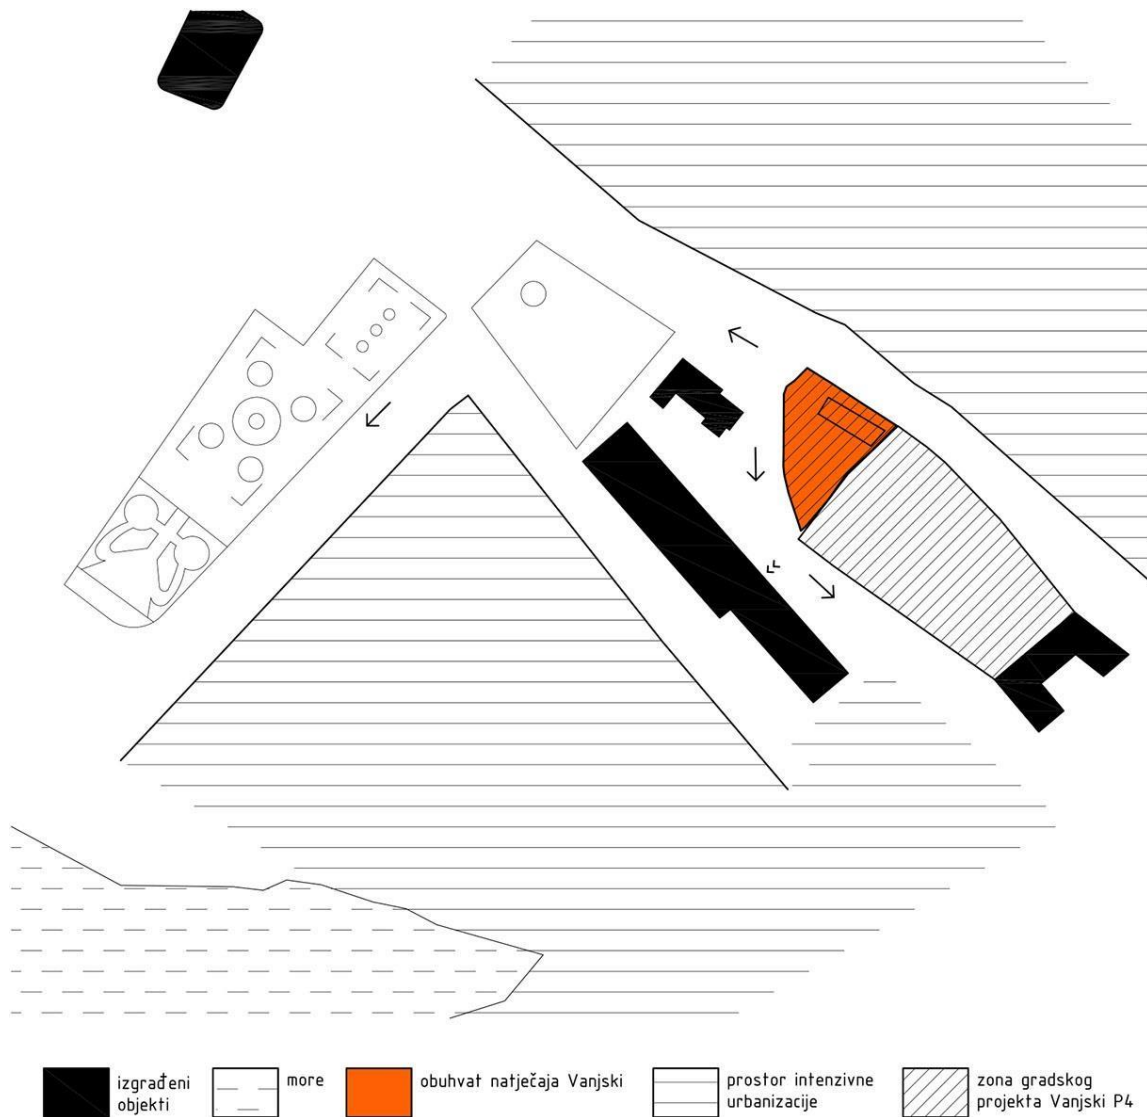 izgrađeni
objekti
more
obuhvat natječaja Vanjski
prostor intenzivne
urbanizacije
zona gradskog
projekta Vanjski P4